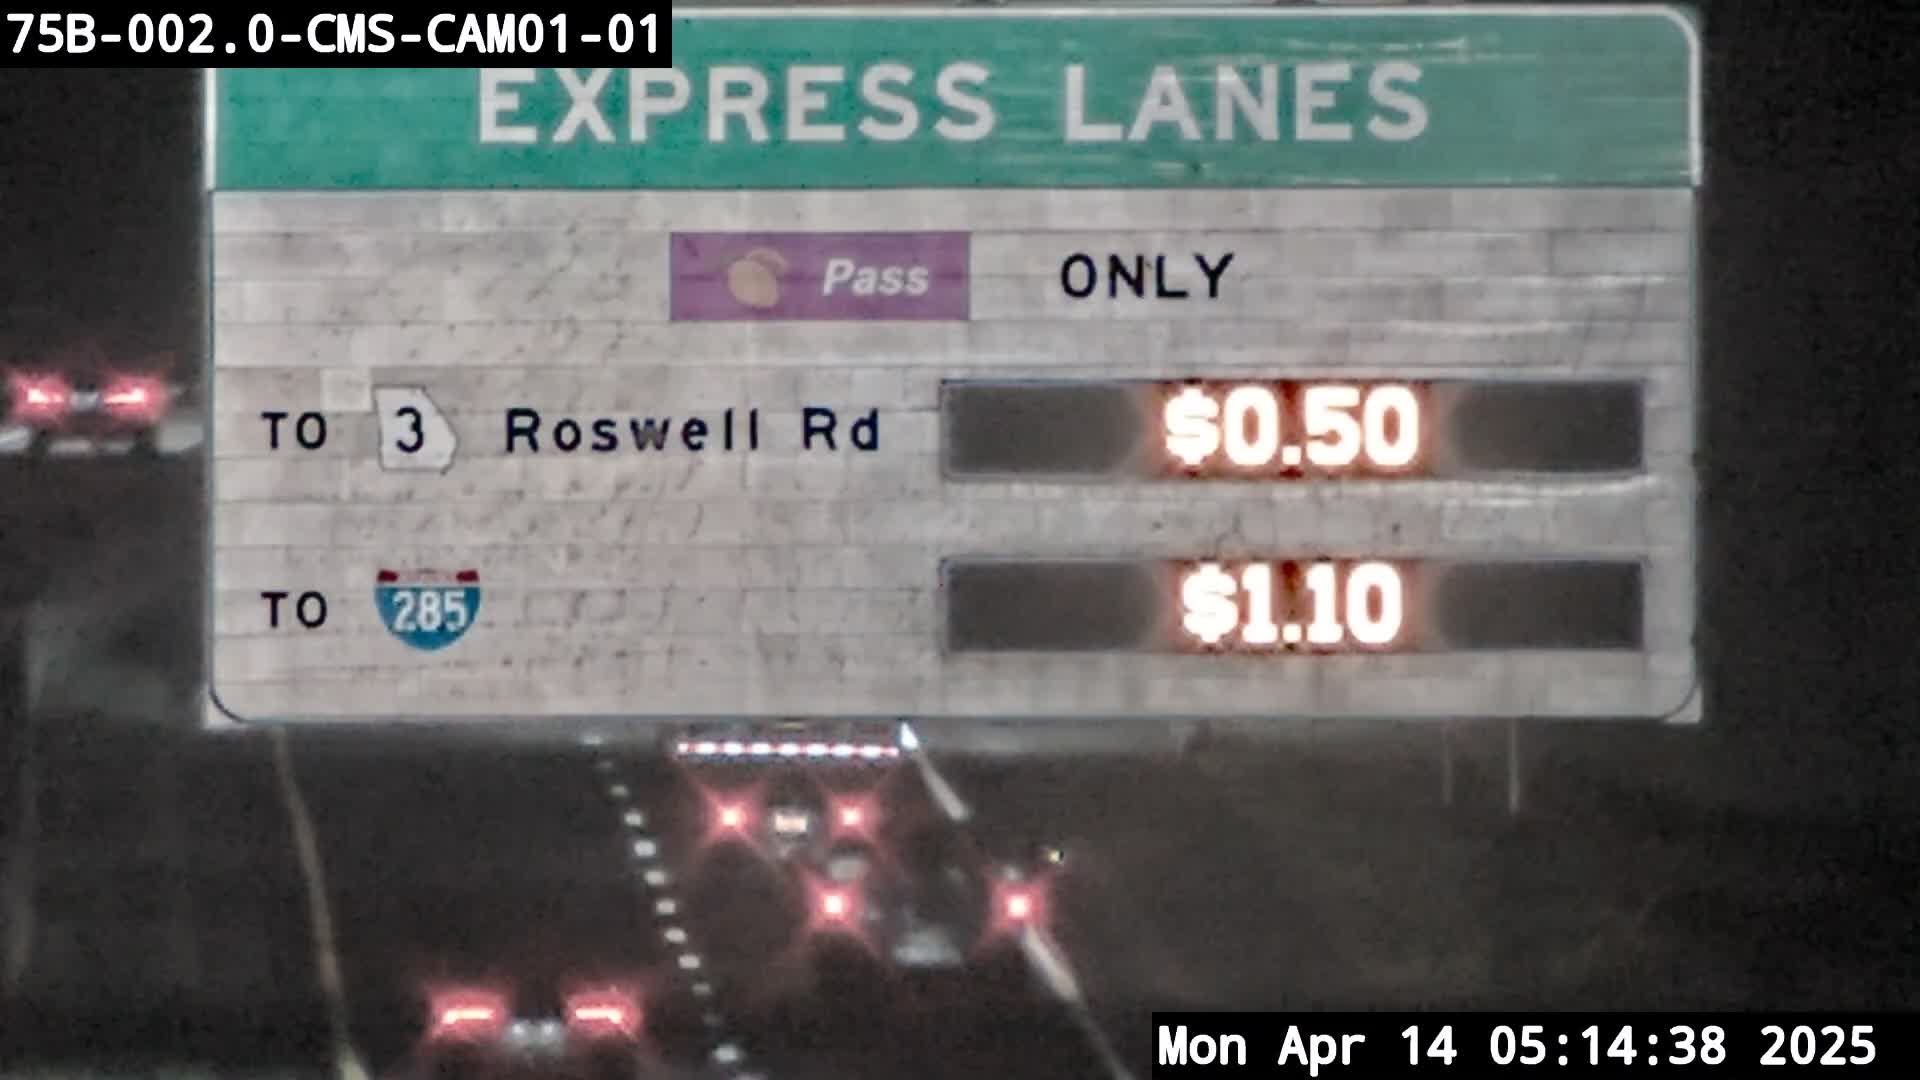 75B-002.0-CMS-CAM01-01
EXPRESS LANES
Pass ONLY
TO 3 Roswell Rd $0.50
TO 285 $1.10
Mon Apr 14 05:14:38 2025